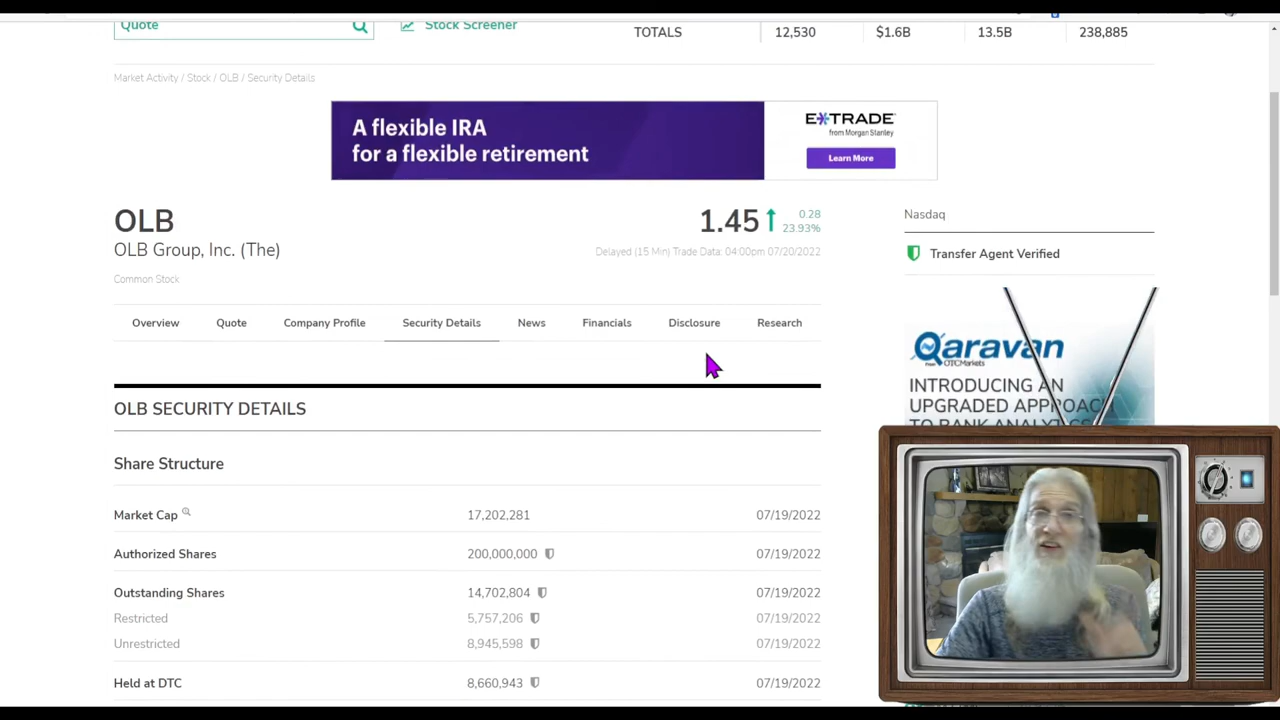 Quote
Stock Screener
TOTALS 12,530 $1.6B 13.5B 238,885
Market Activity / Stock / OLB / Security Details
A flexible IRA
for a flexible retirement
E*TRADE
from Morgan Stanley
Learn More
OLB
OLB Group, Inc. (The)
Common Stock
1.45
0.28
23.93%
Delayed (15 Min) Trade Data: 04:00pm 07/20/2022
Nasdaq
Transfer Agent Verified
Overview Quote Company Profile Security Details News Financials Disclosure Research
Qaravan
From OTCMarkets
INTRODUCING AN
UPGRADED APPROACH
TO BANK ANALYTICS
OLB SECURITY DETAILS
Share Structure
Market Cap 17,202,281 07/19/2022
Authorized Shares 200,000,000 07/19/2022
Outstanding Shares 14,702,804 07/19/2022
Restricted 5,757,206 07/19/2022
Unrestricted 8,945,598 07/19/2022
Held at DTC 8,660,943 07/19/2022